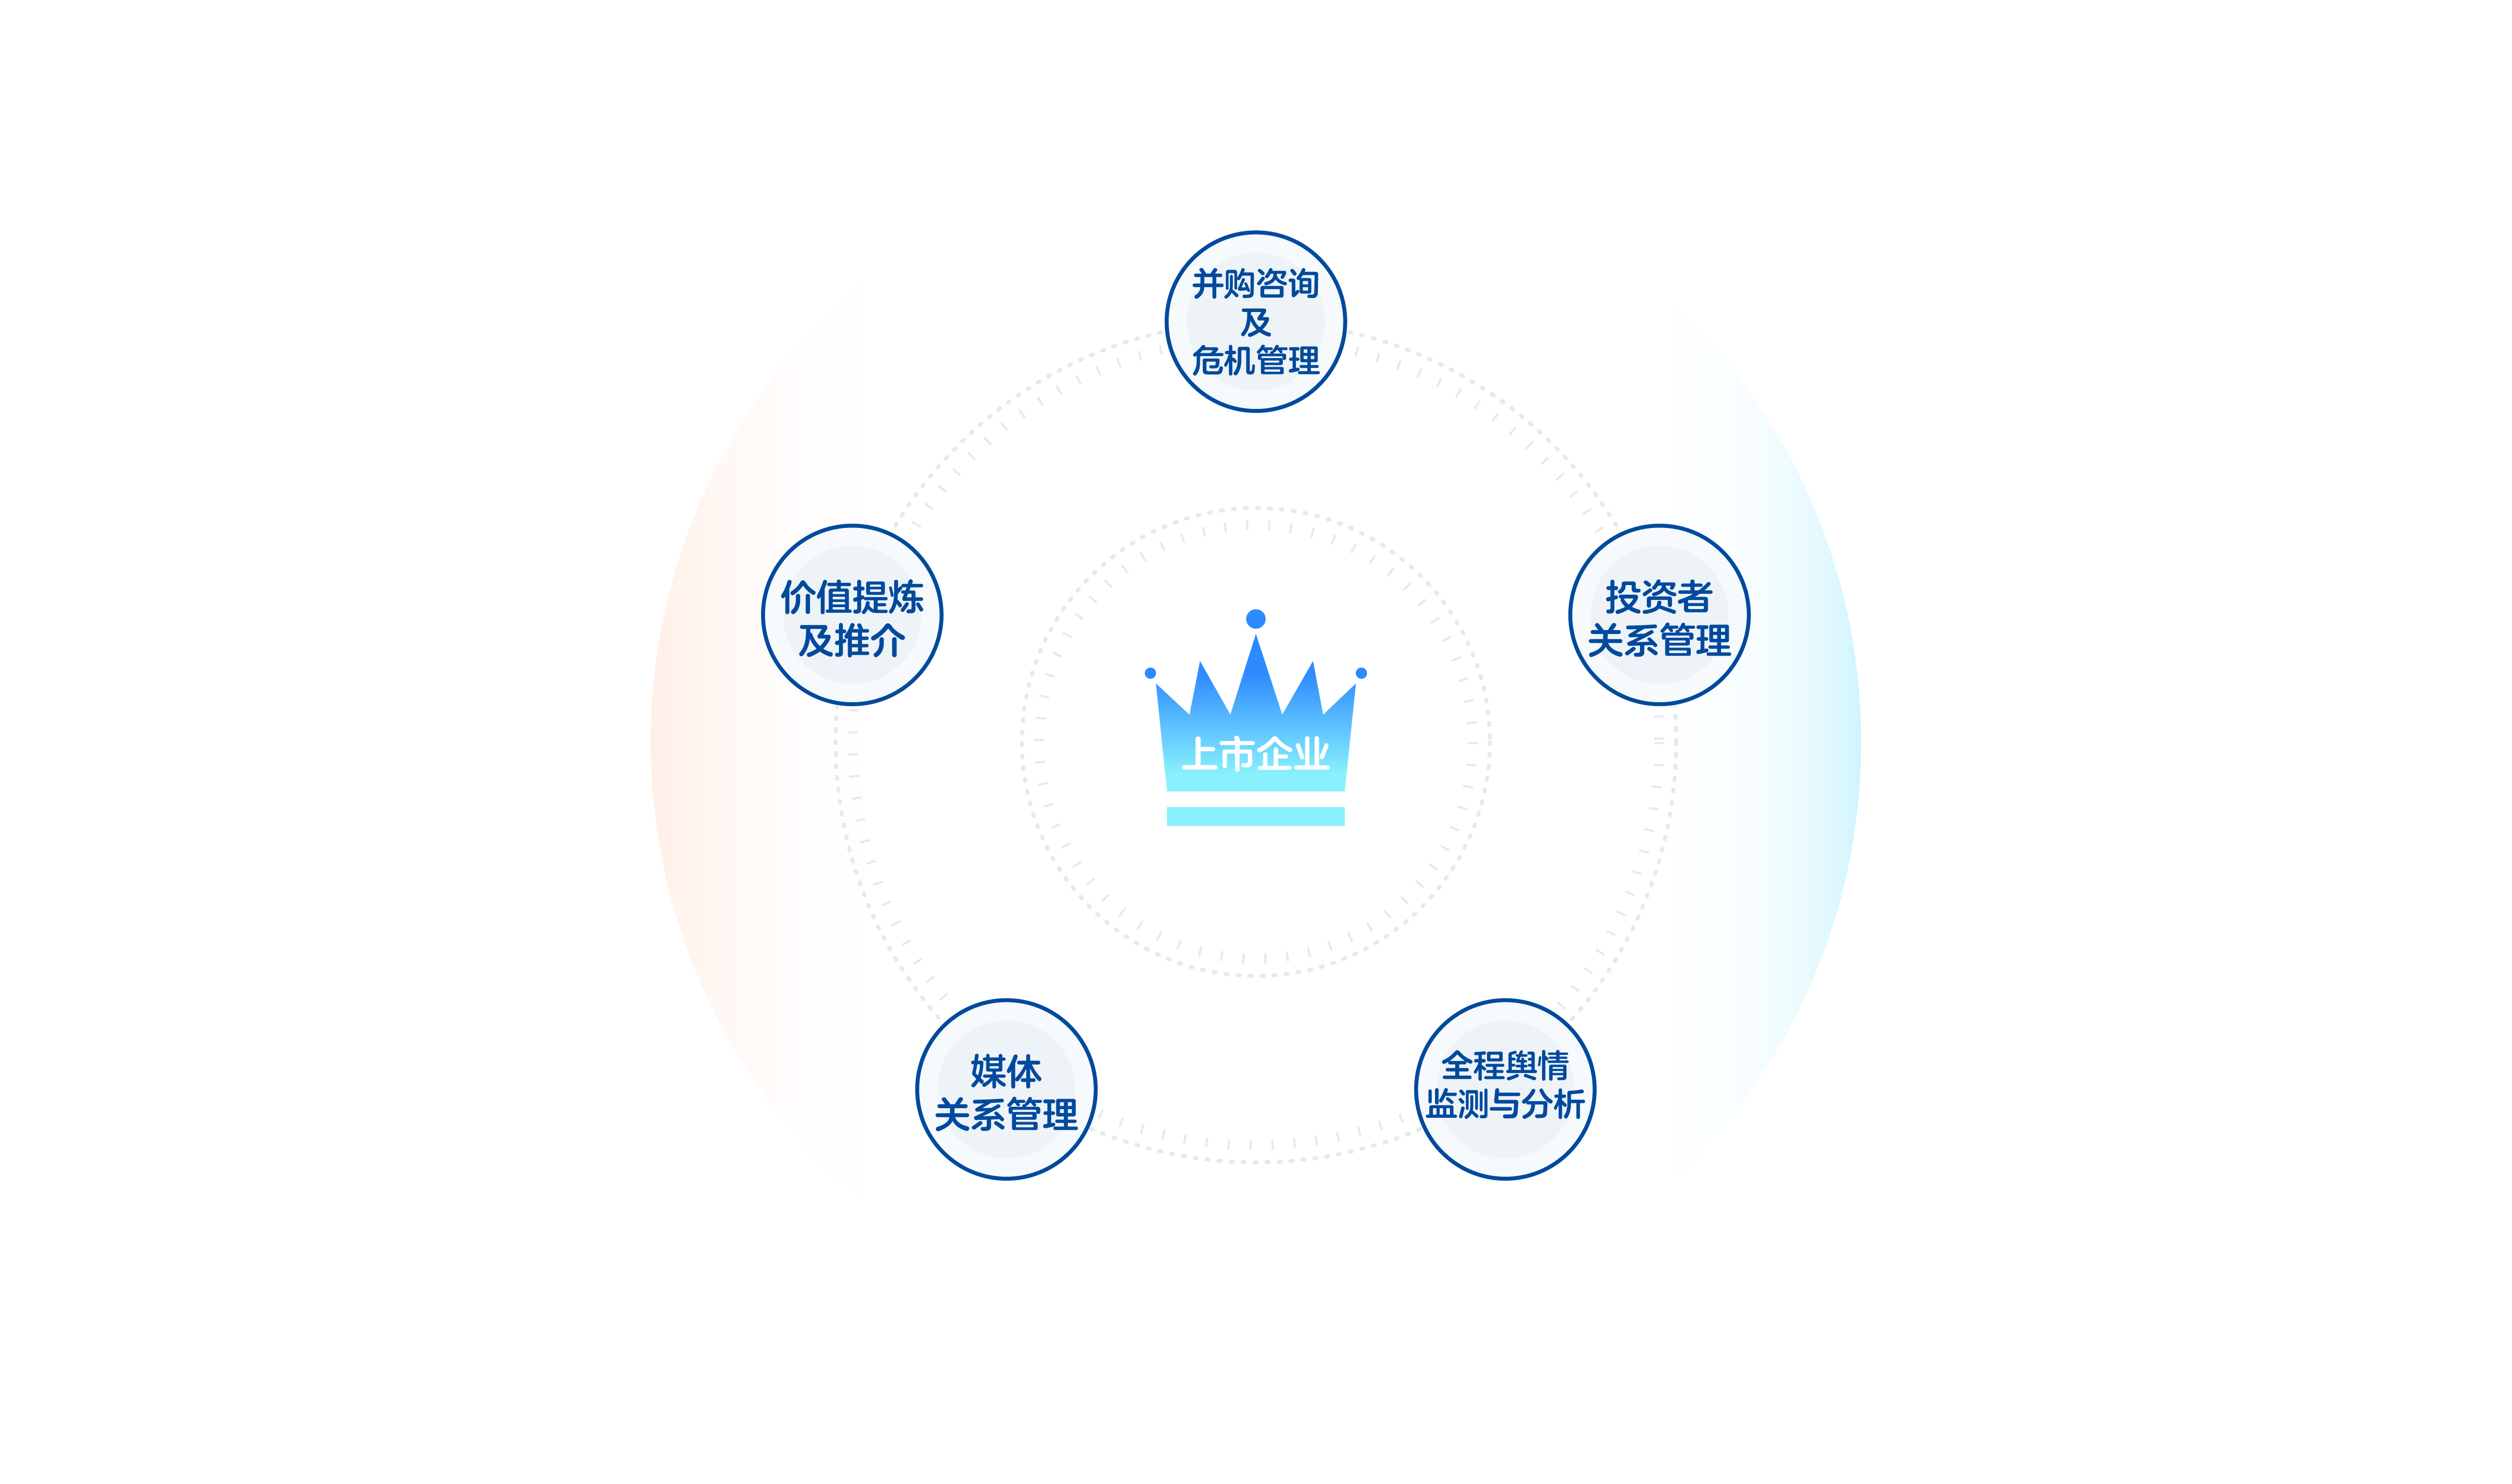 并购咨询
及
危机管理
价值提炼
及推介
投资者
关系管理
上市企业
媒体
关系管理
全程舆情
监测与分析